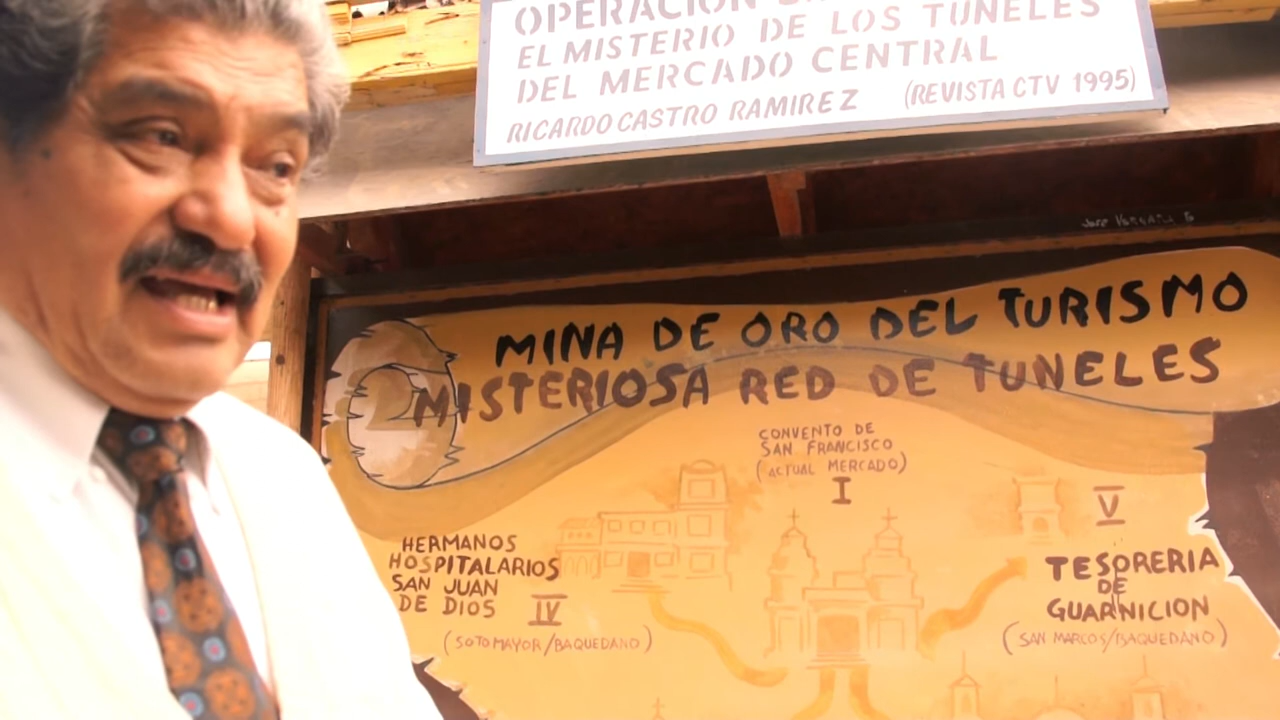 OPERACION
EL MISTERIO DE LOS TUNELES
DEL MERCADO CENTRAL
RICARDO CASTRO RAMIREZ (REVISTA CTV 1995)
MINA DE ORO DEL TURISMO
MISTERIOSA RED DE TUNELES
CONVENTO DE
SAN FRANCISCO
(ACTUAL MERCADO)
I
HERMANOS
HOSPITALARIOS
SAN JUAN
DE DIOS IV
(SOTOMAYOR/BAQUEDANO)
V
TESORERIA
DE
GUARNICION
(SAN MARCOS/BAQUEDANO)